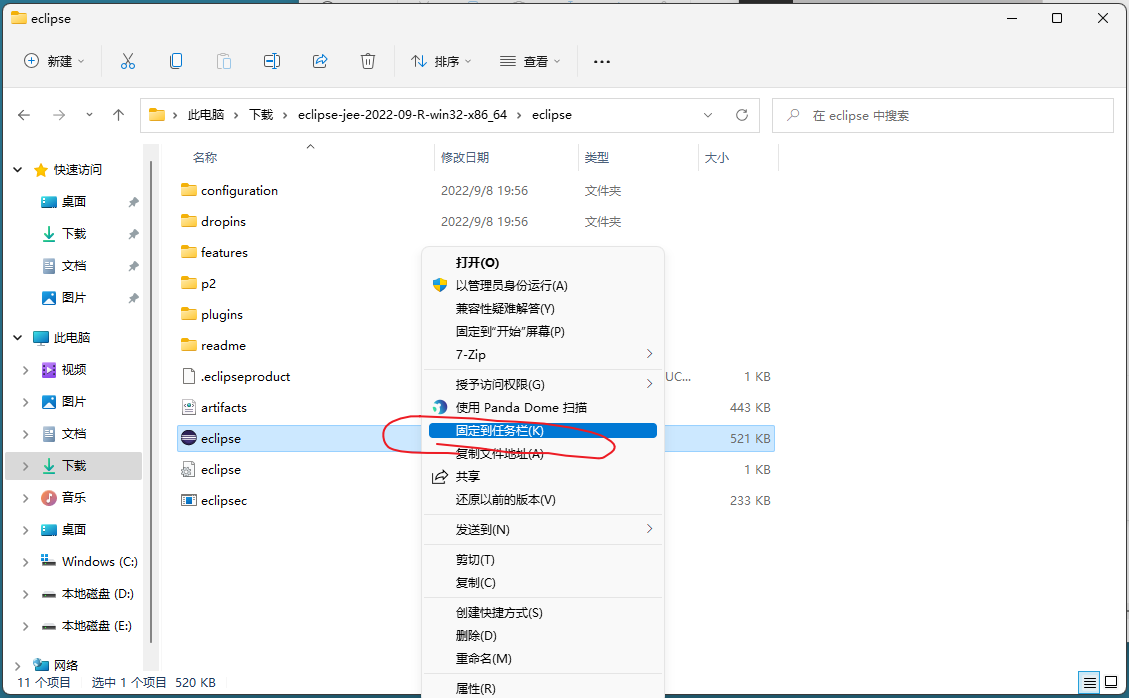 eclipse
新建
排序
查看
此电脑 下载 eclipse-jee-2022-09-R-win32-x86_64 eclipse
在 eclipse 中搜索
快速访问
桌面
下载
文档
图片
此电脑
视频
图片
文档
下载
音乐
桌面
Windows (C:)
本地磁盘 (D:)
本地磁盘 (E:)
网络
名称 修改日期 类型 大小
configuration 2022/9/8 19:56 文件夹
dropins 2022/9/8 19:56 文件夹
features
p2
plugins
readme
.eclipseproduct UC... 1 KB
artifacts 443 KB
eclipse 521 KB
eclipse 1 KB
eclipsec 233 KB
打开(O)
以管理员身份运行(A)
兼容性疑难解答(Y)
固定到"开始"屏幕(P)
7-Zip
授予访问权限(G)
使用 Panda Dome 扫描
固定到任务栏(K)
复制文件地址(A)
共享
还原以前的版本(V)
发送到(N)
剪切(T)
复制(C)
创建快捷方式(S)
删除(D)
重命名(M)
属性(R)
11 个项目 选中 1 个项目 520 KB